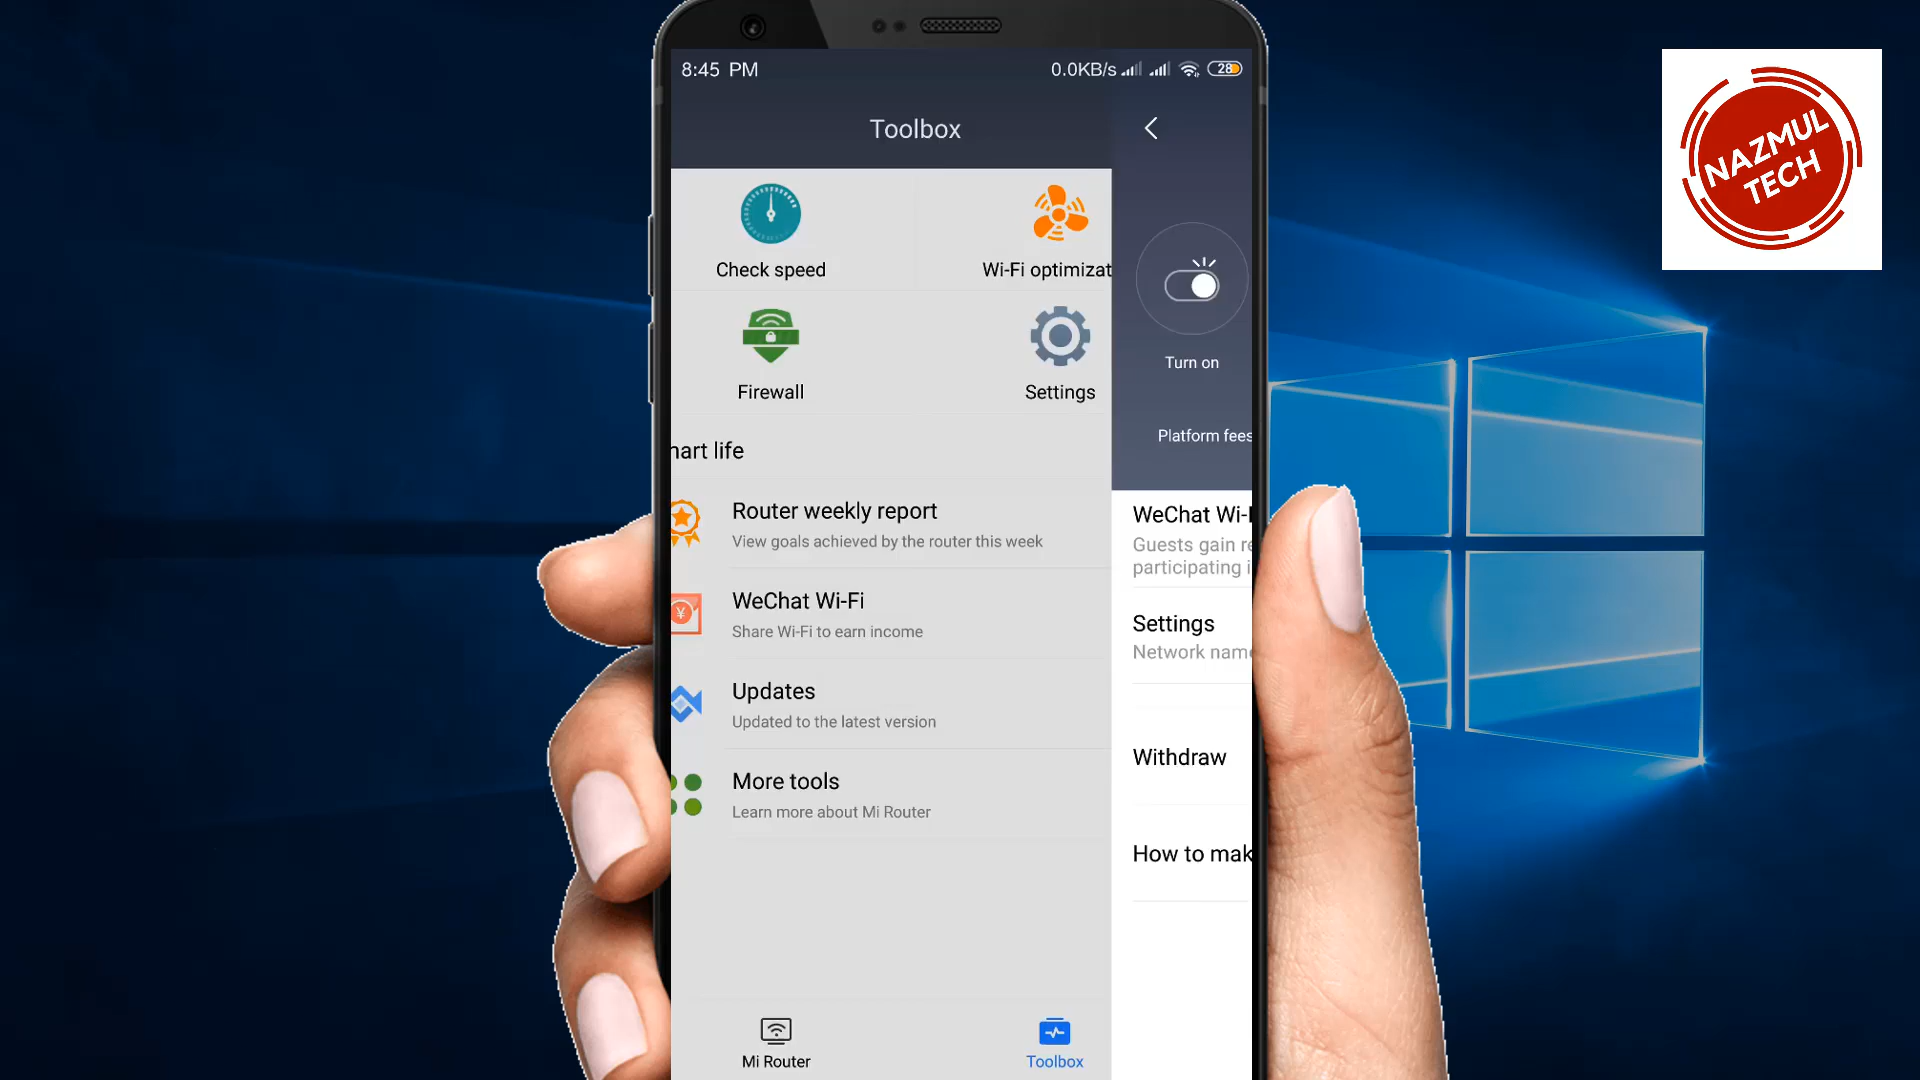 8:45 PM
0.0KB/s
28
Toolbox
Check speed
Wi-Fi optimizat
Firewall
Settings
nart life
Router weekly report
View goals achieved by the router this week
WeChat Wi-Fi
Share Wi-Fi to earn income
Updates
Updated to the latest version
More tools
Learn more about Mi Router
Mi Router
Toolbox
Turn on
Platform fees
WeChat Wi-F
Guests gain re
participating i
Settings
Network name
Withdraw
How to mak
NAZMUL
TECH